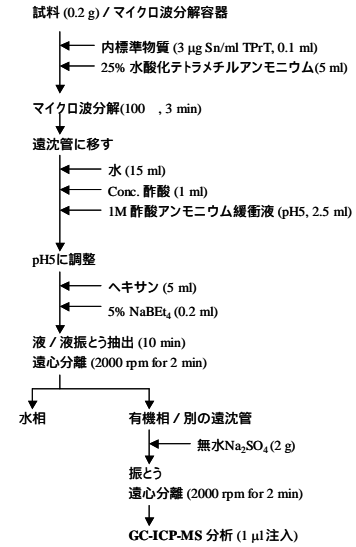 試料 (0.2 g) / マイクロ波分解容器
内標準物質 (3 μg Sn/ml TPrT, 0.1 ml)
25% 水酸化テトラメチルアンモニウム(5 ml)
マイクロ波分解(100 , 3 min)
遠沈管に移す
水 (15 ml)
Conc. 酢酸 (1 ml)
1M 酢酸アンモニウム緩衝液 (pH5, 2.5 ml)
pH5に調整
ヘキサン (5 ml)
5% NaBEt₄ (0.2 ml)
液 / 液振とう抽出 (10 min)
遠心分離 (2000 rpm for 2 min)
水相
有機相 / 別の遠沈管
無水Na₂SO₄ (2 g)
振とう
遠心分離 (2000 rpm for 2 min)
GC-ICP-MS 分析 (1 μl 注入)